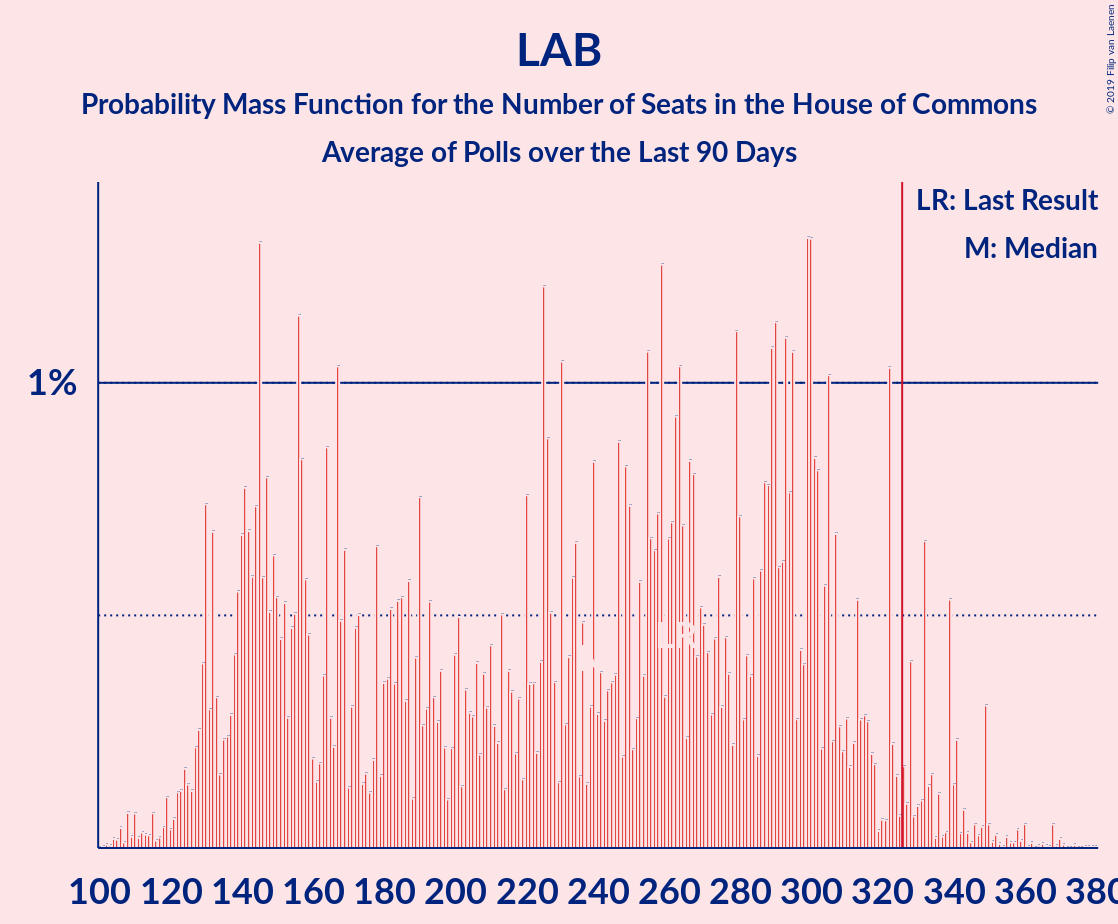 LAB
Probability Mass Function for the Number of Seats in the House of Commons
Average of Polls over the Last 90 Days
© 2019 Filip van Laenen
LR: Last Result
M: Median
1%
LR
100 120 140 160 180 200 220 240 260 280 300 320 340 360 380